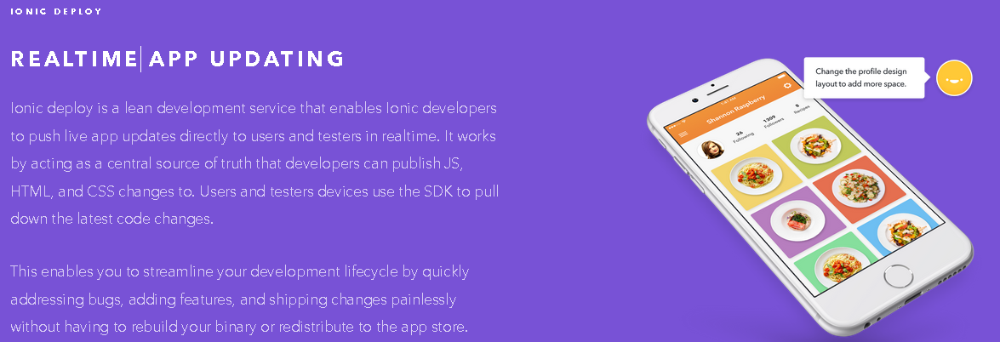 IONIC DEPLOY
REALTIME APP UPDATING
Ionic deploy is a lean development service that enables Ionic developers
to push live app updates directly to users and testers in realtime. It works
by acting as a central source of truth that developers can publish JS,
HTML, and CSS changes to. Users and testers devices use the SDK to pull
down the latest code changes.
This enables you to streamline your development lifecycle by quickly
addressing bugs, adding features, and shipping changes painlessly
without having to rebuild your binary or redistribute to the app store.
Change the profile design
layout to add more space.
Shannon Raspberry
26
Following
1309
Followers
8
Recipes